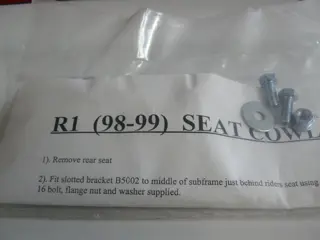 R1 (98-99) SEAT COWL
1). Remove rear seat
2). Fit slotted bracket B5002 to middle of subframe just behind riders seat using
16 bolt, flange nut and washer supplied.